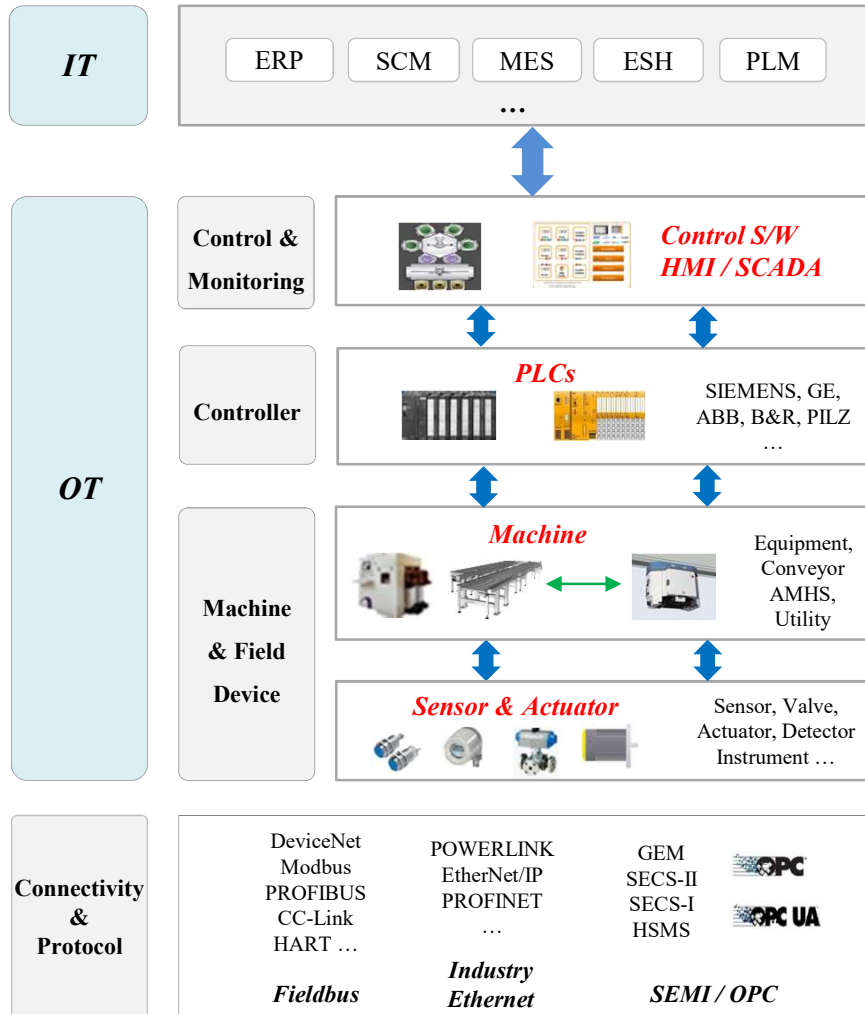 IT
ERP
SCM
MES
ESH
PLM
...
OT
Control &
Monitoring
Control S/W
HMI / SCADA
Controller
PLCs
SIEMENS, GE,
ABB, B&R, PILZ
...
Machine
& Field
Device
Machine
Equipment,
Conveyor
AMHS,
Utility
Sensor & Actuator
Sensor, Valve,
Actuator, Detector
Instrument ...
Connectivity
&
Protocol
DeviceNet
Modbus
PROFIBUS
CC-Link
HART ...
Fieldbus
POWERLINK
EtherNet/IP
PROFINET
...
Industry
Ethernet
GEM
SECS-II
SECS-I
HSMS
OPC
OPC UA
SEMI / OPC